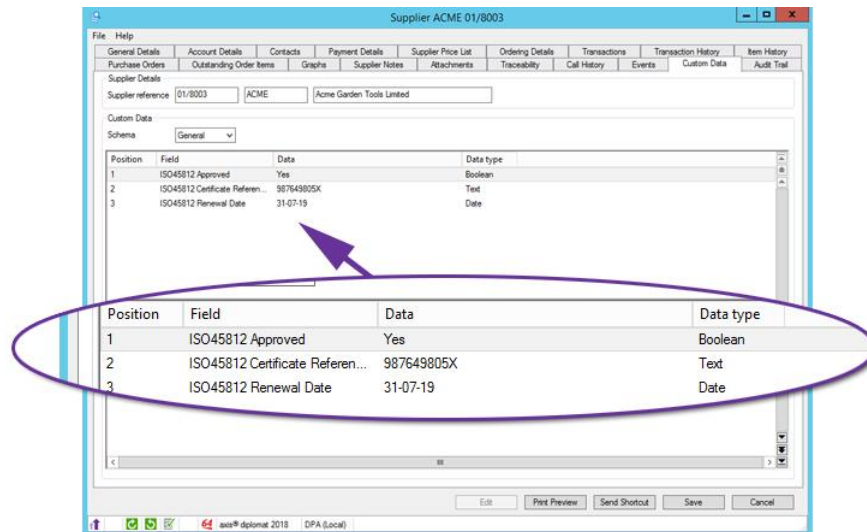 Supplier ACME 01/8003
File Help
General Details Account Details Contacts Payment Details Supplier Price List Ordering Details Transactions Transaction History Item History
Purchase Orders Outstanding Order Items Graphs Supplier Notes Attachments Traceability Call History Events Custom Data Audit Trail
Supplier Details
Supplier reference 01/8003 ACME Acme Garden Tools Limited
Custom Data
Schema General
Position Field Data Data type
1 ISO45812 Approved Yes Boolean
2 ISO45812 Certificate Referen... 987649805X Text
3 ISO45812 Renewal Date 31-07-19 Date
Position Field Data Data type
1 ISO45812 Approved Yes Boolean
2 ISO45812 Certificate Referen... 987649805X Text
3 ISO45812 Renewal Date 31-07-19 Date
Edit Print Preview Send Shortcut Save Cancel
64 axis® diplomat 2018 DPA (Local)